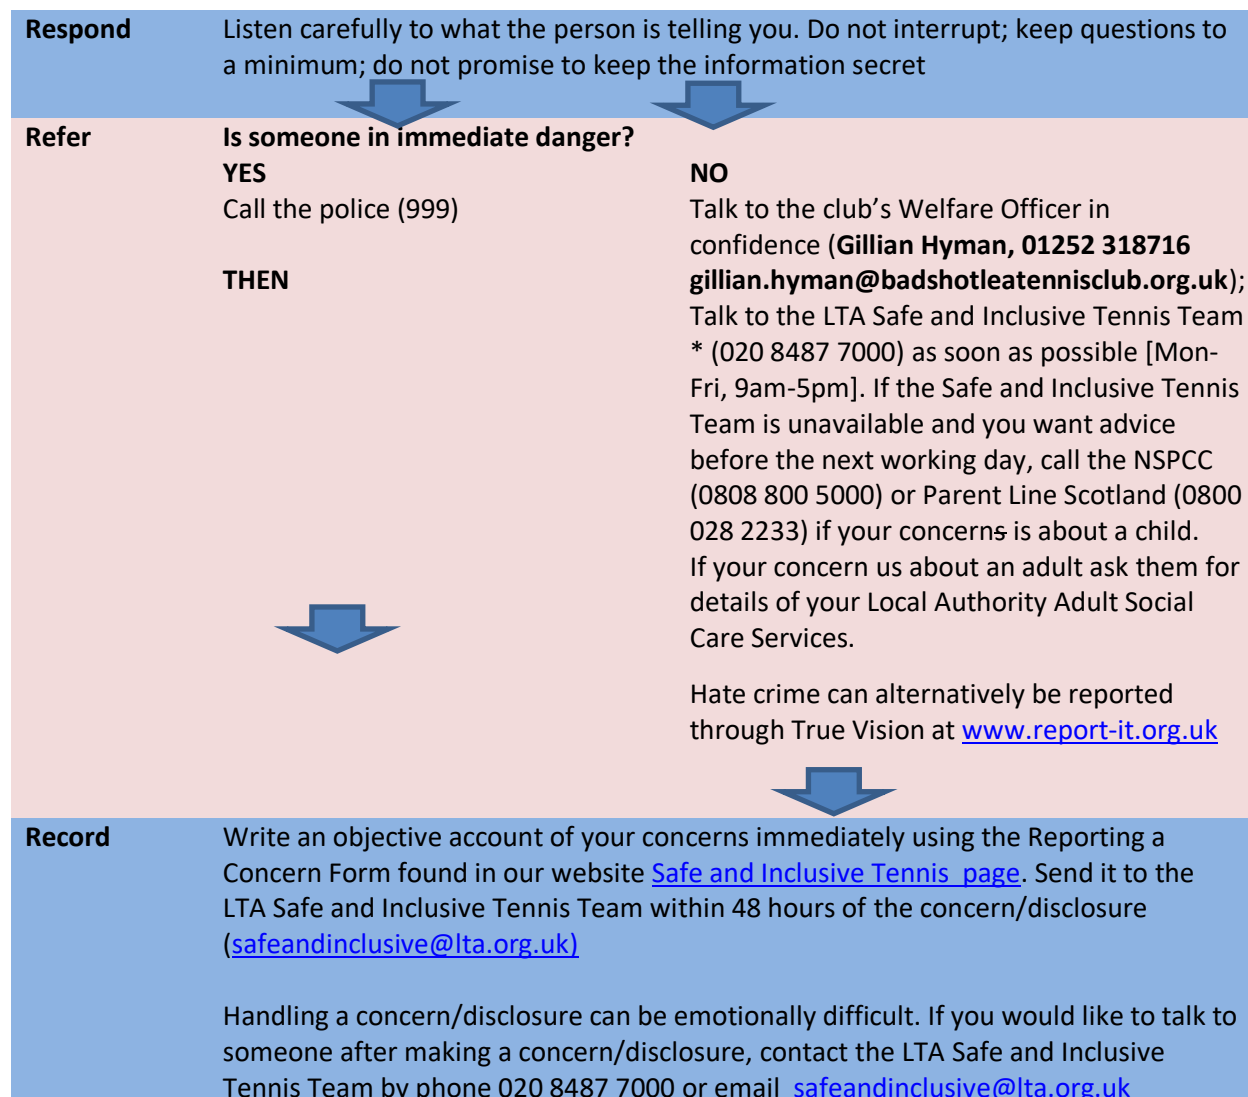 Respond Listen carefully to what the person is telling you. Do not interrupt; keep questions to
a minimum; do not promise to keep the information secret
Refer Is someone in immediate danger?
YES
Call the police (999)
THEN
NO
Talk to the club’s Welfare Officer in
confidence (Gillian Hyman, 01252 318716
gillian.hyman@badshotleatennisclub.org.uk);
Talk to the LTA Safe and Inclusive Tennis Team
* (020 8487 7000) as soon as possible [Mon-
Fri, 9am-5pm]. If the Safe and Inclusive Tennis
Team is unavailable and you want advice
before the next working day, call the NSPCC
(0808 800 5000) or Parent Line Scotland (0800
028 2233) if your concerns is about a child.
If your concern us about an adult ask them for
details of your Local Authority Adult Social
Care Services.
Hate crime can alternatively be reported
through True Vision at www.report-it.org.uk
Record Write an objective account of your concerns immediately using the Reporting a
Concern Form found in our website Safe and Inclusive Tennis page. Send it to the
LTA Safe and Inclusive Tennis Team within 48 hours of the concern/disclosure
(safeandinclusive@lta.org.uk)
Handling a concern/disclosure can be emotionally difficult. If you would like to talk to
someone after making a concern/disclosure, contact the LTA Safe and Inclusive
Tennis Team by phone 020 8487 7000 or email safeandinclusive@lta.org.uk